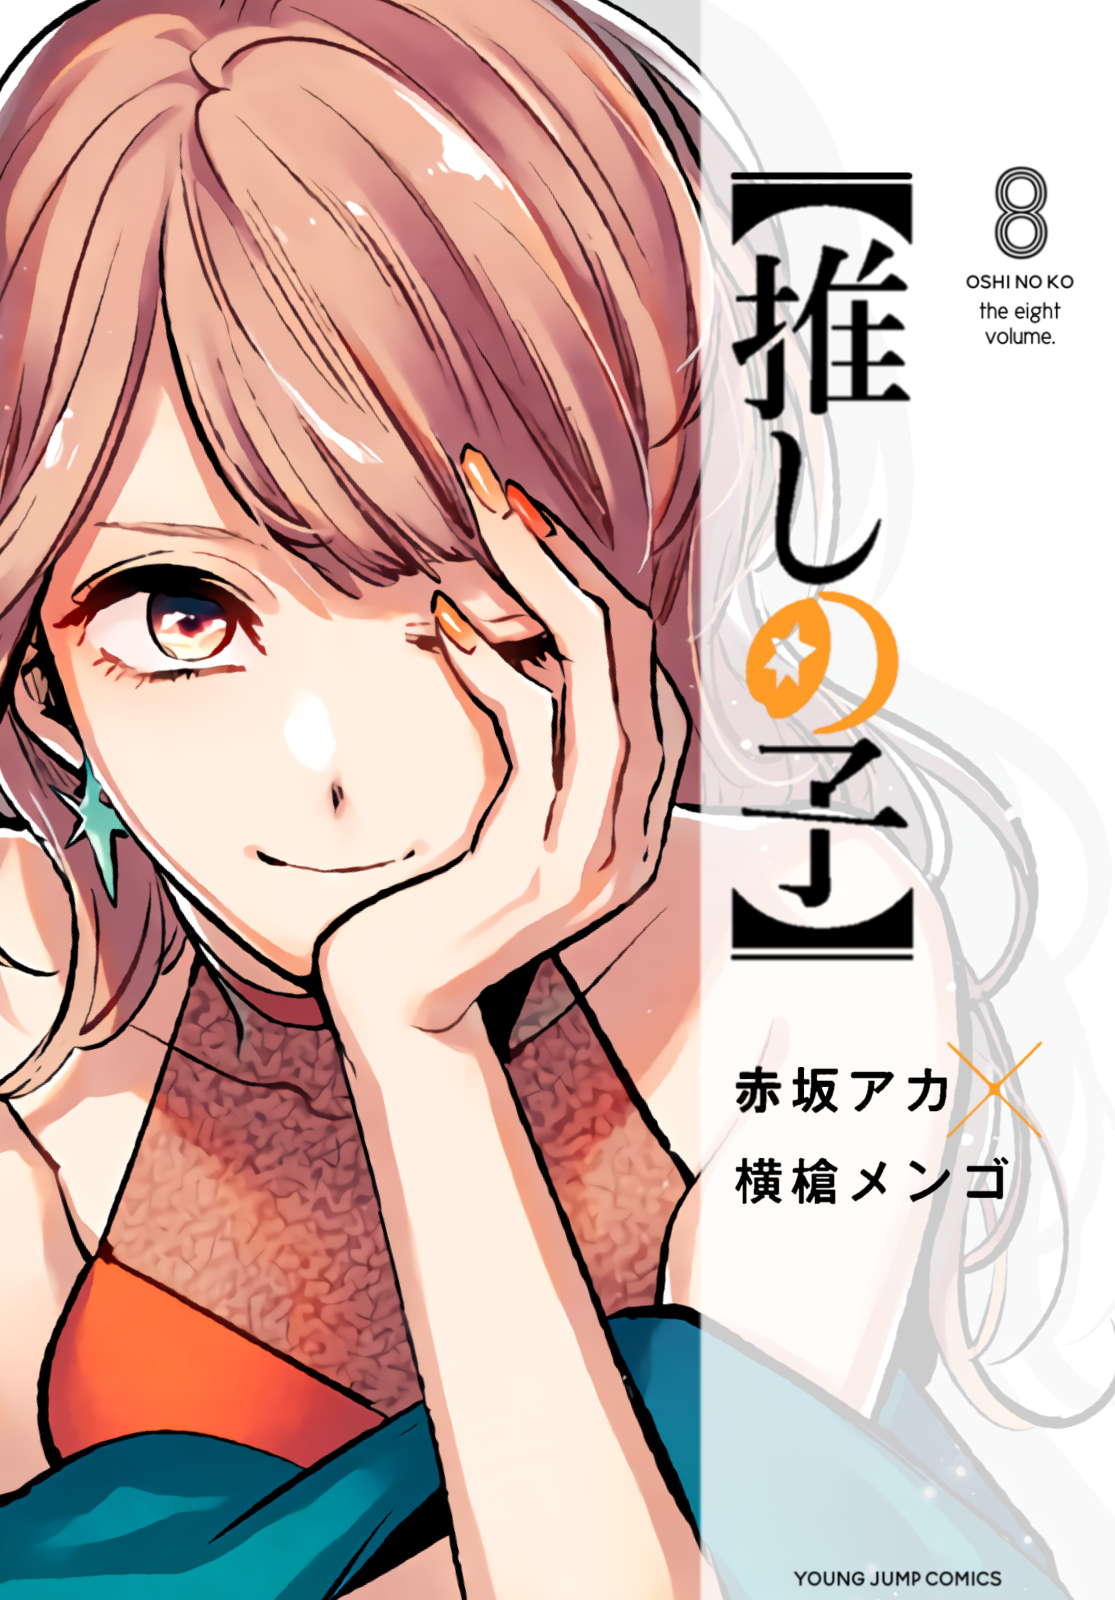 8
OSHI NO KO
the eight
volume.
【推しの子】
赤坂アカ×
横槍メンゴ
YOUNG JUMP COMICS